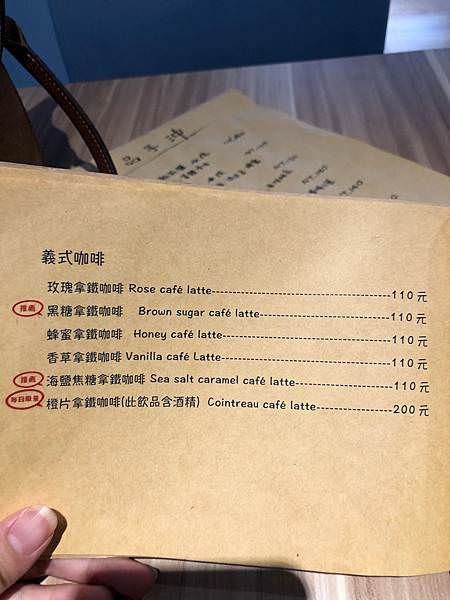 義式咖啡
玫瑰拿鐵咖啡 Rose café latte 110元
推薦 黑糖拿鐵咖啡 Brown sugar café latte 110元
蜂蜜拿鐵咖啡 Honey café latte 110元
香草拿鐵咖啡 Vanilla café Latte 110元
推薦 海鹽焦糖拿鐵咖啡 Sea salt caramel café latte 110元
每日限量 橙片拿鐵咖啡(此飲品含酒精) Cointreau café latte 200元